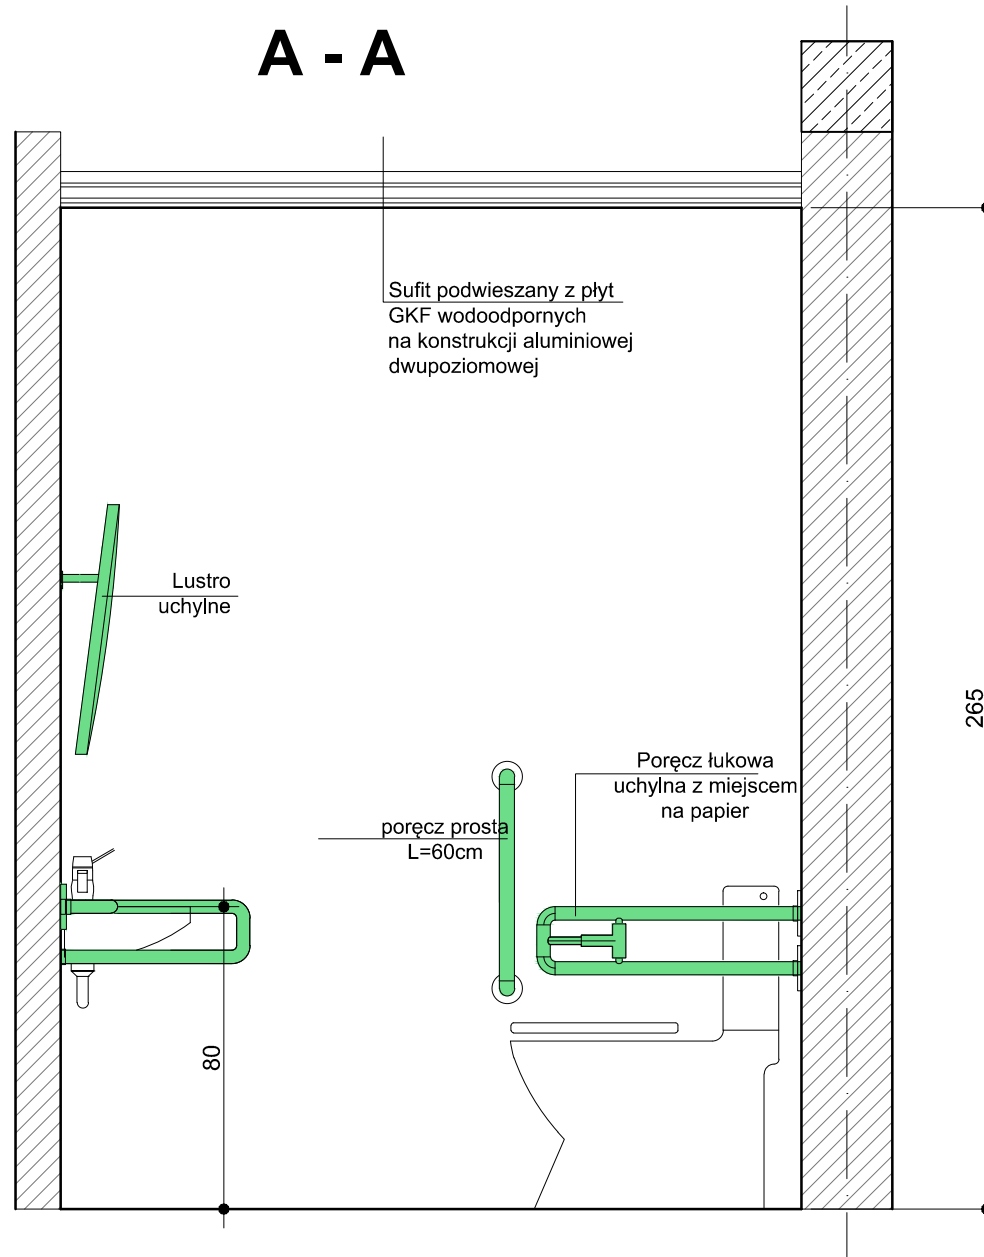 A - A
Sufit podwieszany z płyt
GKF wodoodpornych
na konstrukcji aluminiowej
dwupoziomowej
Lustro
uchylne
265
Poręcz łukowa
uchylna z miejscem
na papier
poręcz prosta
L=60cm
80